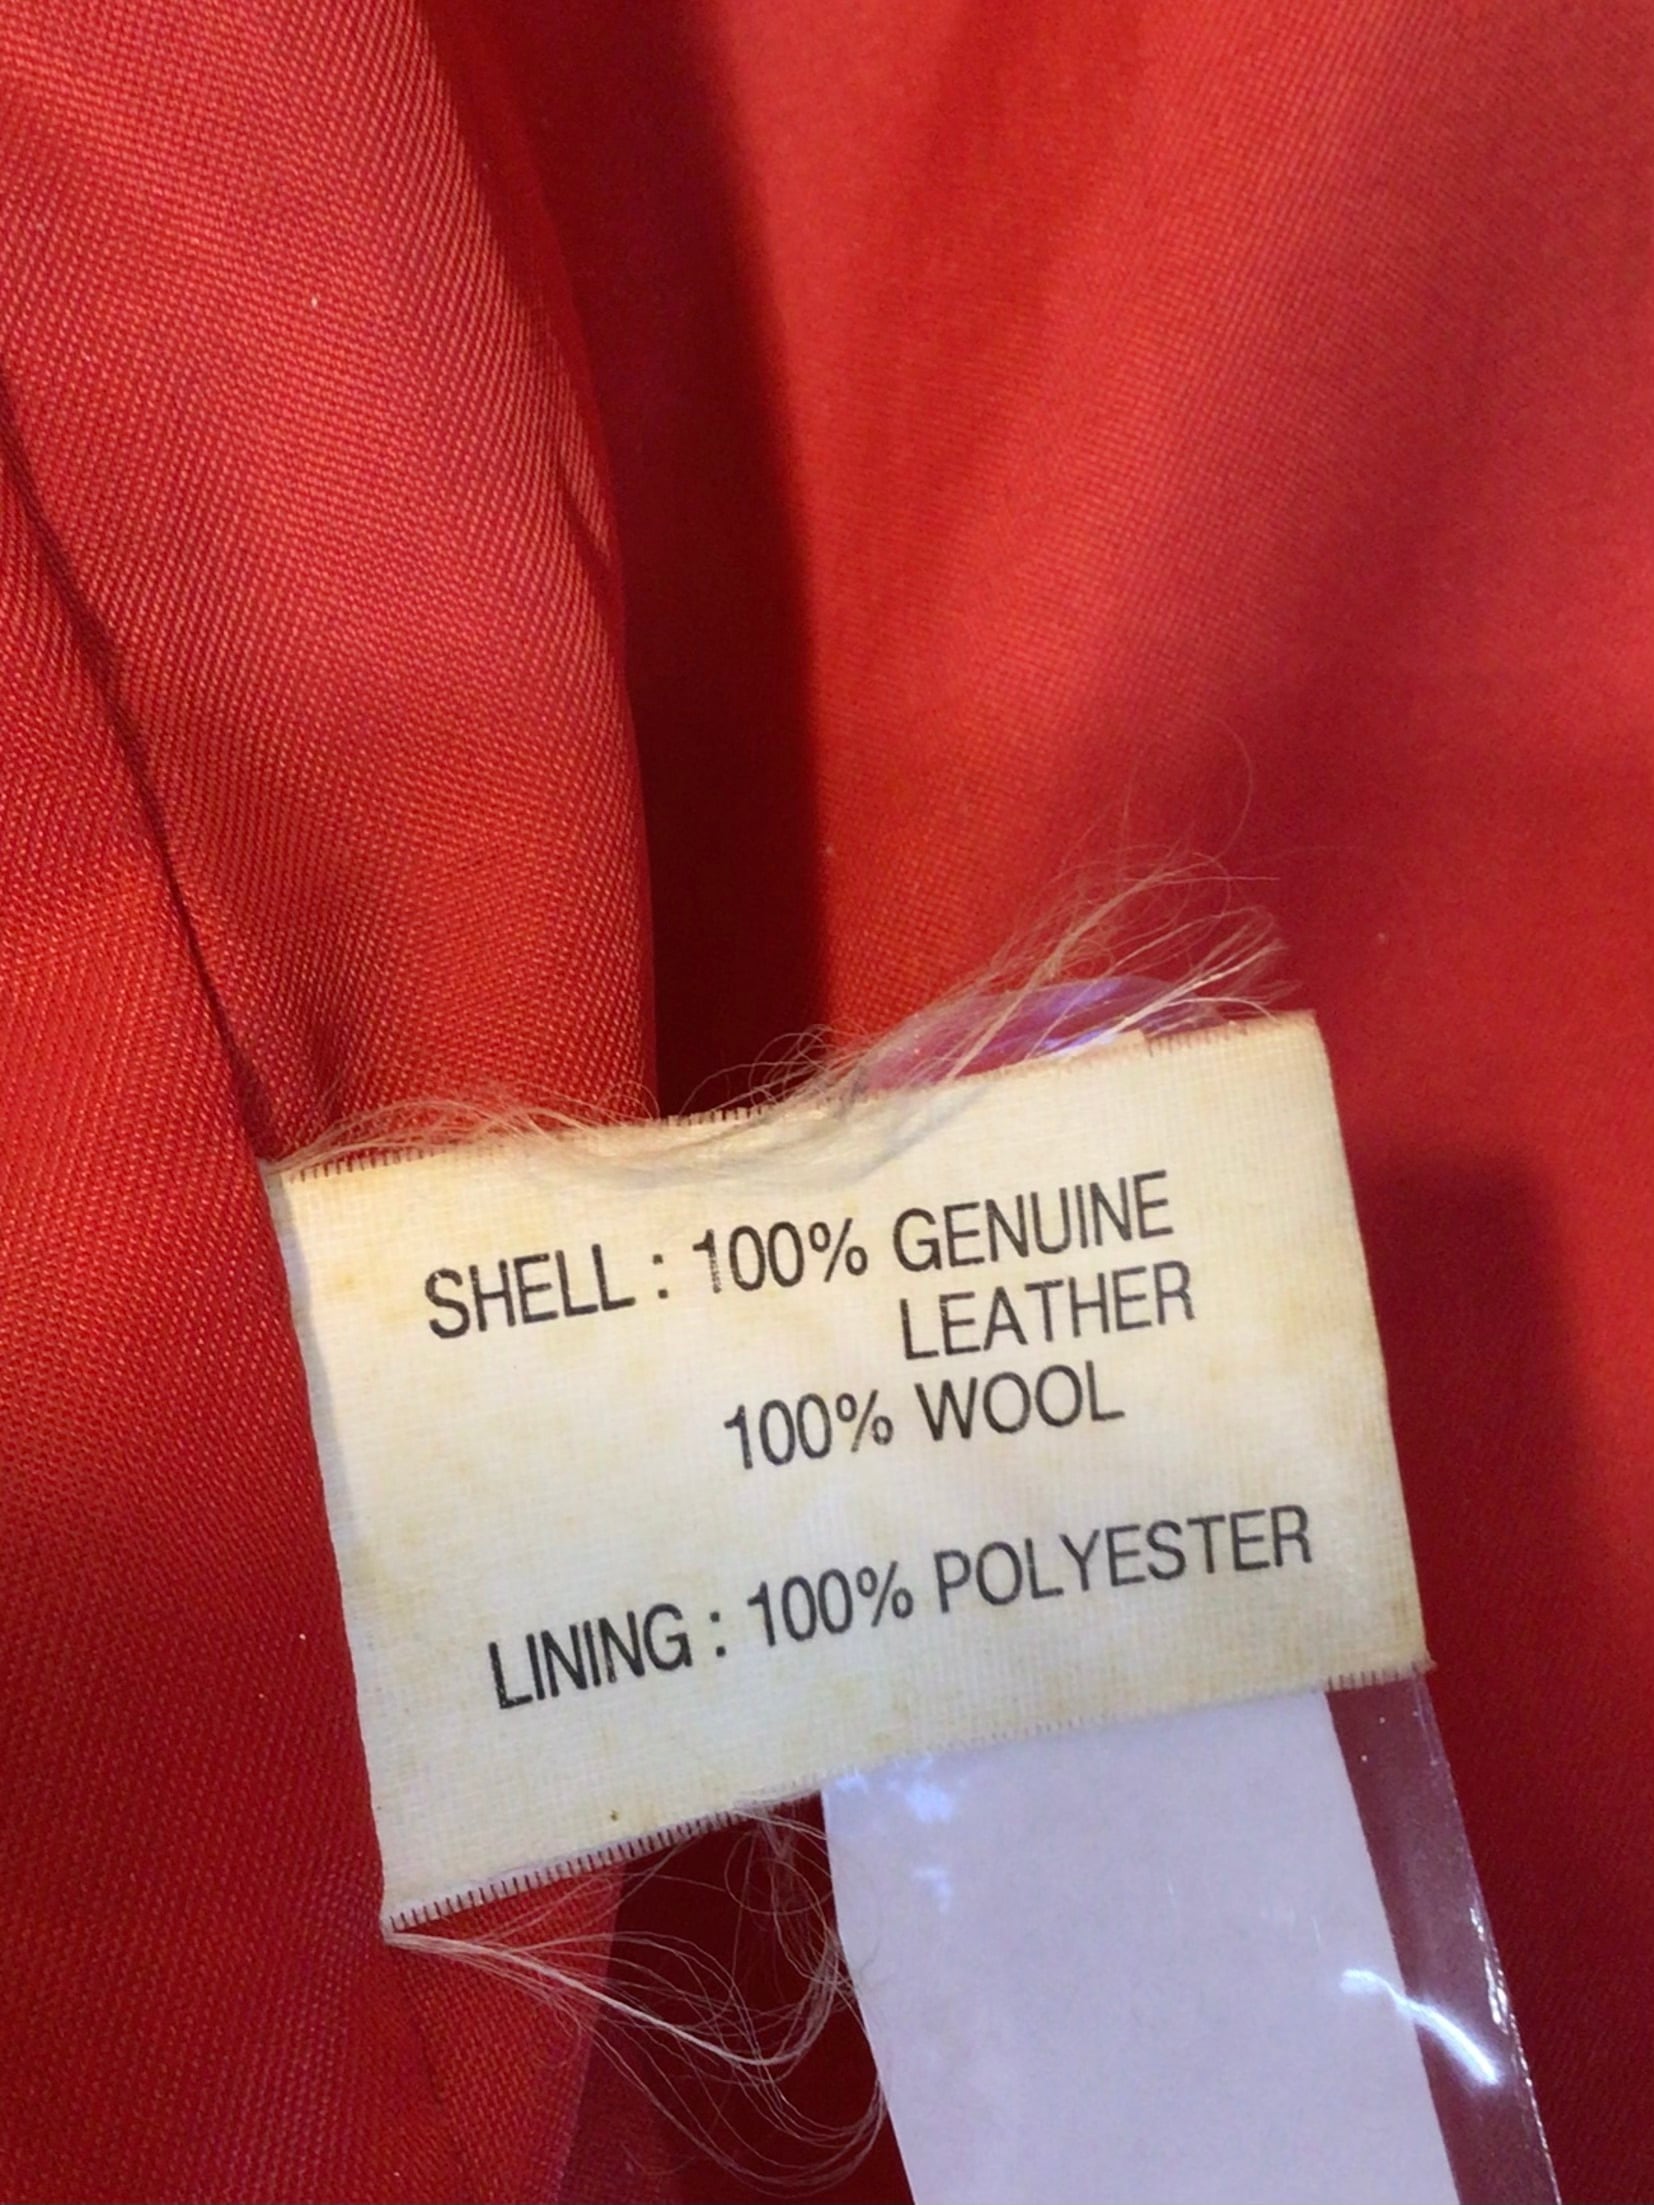 SHELL : 100% GENUINE
LEATHER
100% WOOL
LINING : 100% POLYESTER